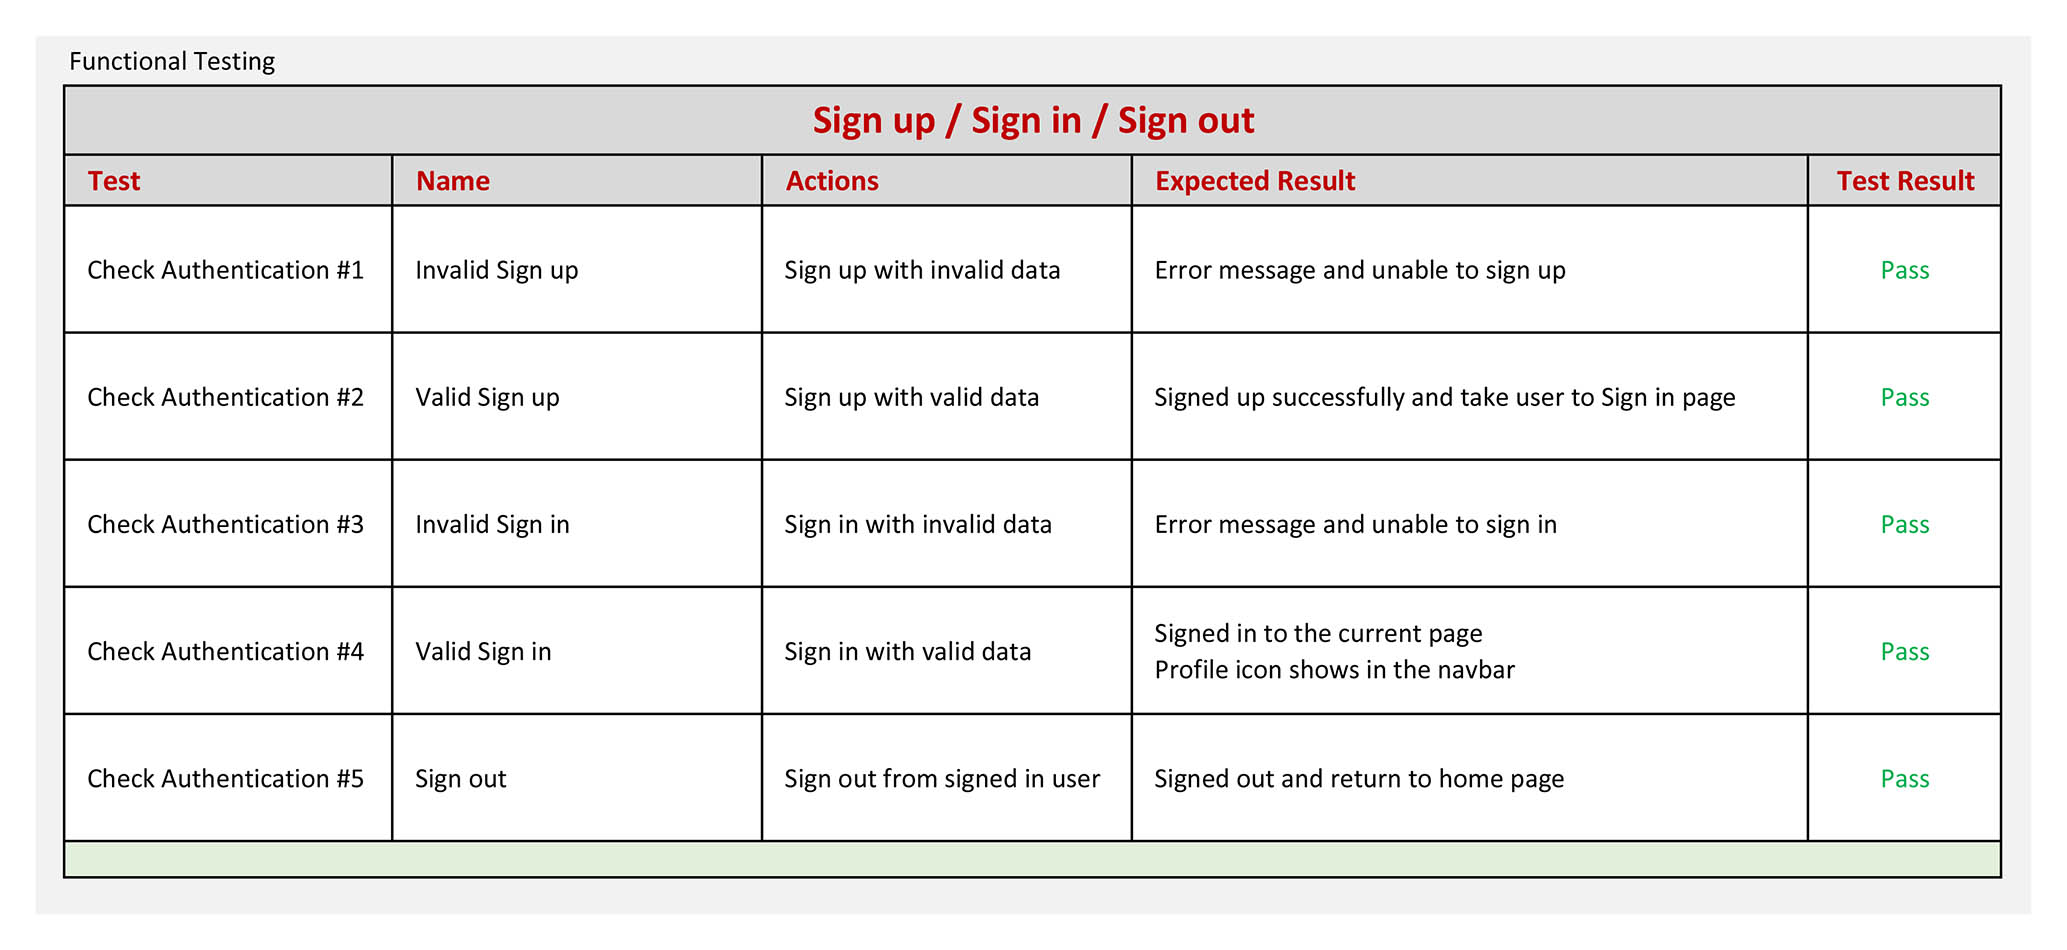 Functional Testing
Sign up / Sign in / Sign out
Test Name Actions Expected Result Test Result
Check Authentication #1 Invalid Sign up Sign up with invalid data Error message and unable to sign up Pass
Check Authentication #2 Valid Sign up Sign up with valid data Signed up successfully and take user to Sign in page Pass
Check Authentication #3 Invalid Sign in Sign in with invalid data Error message and unable to sign in Pass
Check Authentication #4 Valid Sign in Sign in with valid data Signed in to the current page
Profile icon shows in the navbar Pass
Check Authentication #5 Sign out Sign out from signed in user Signed out and return to home page Pass